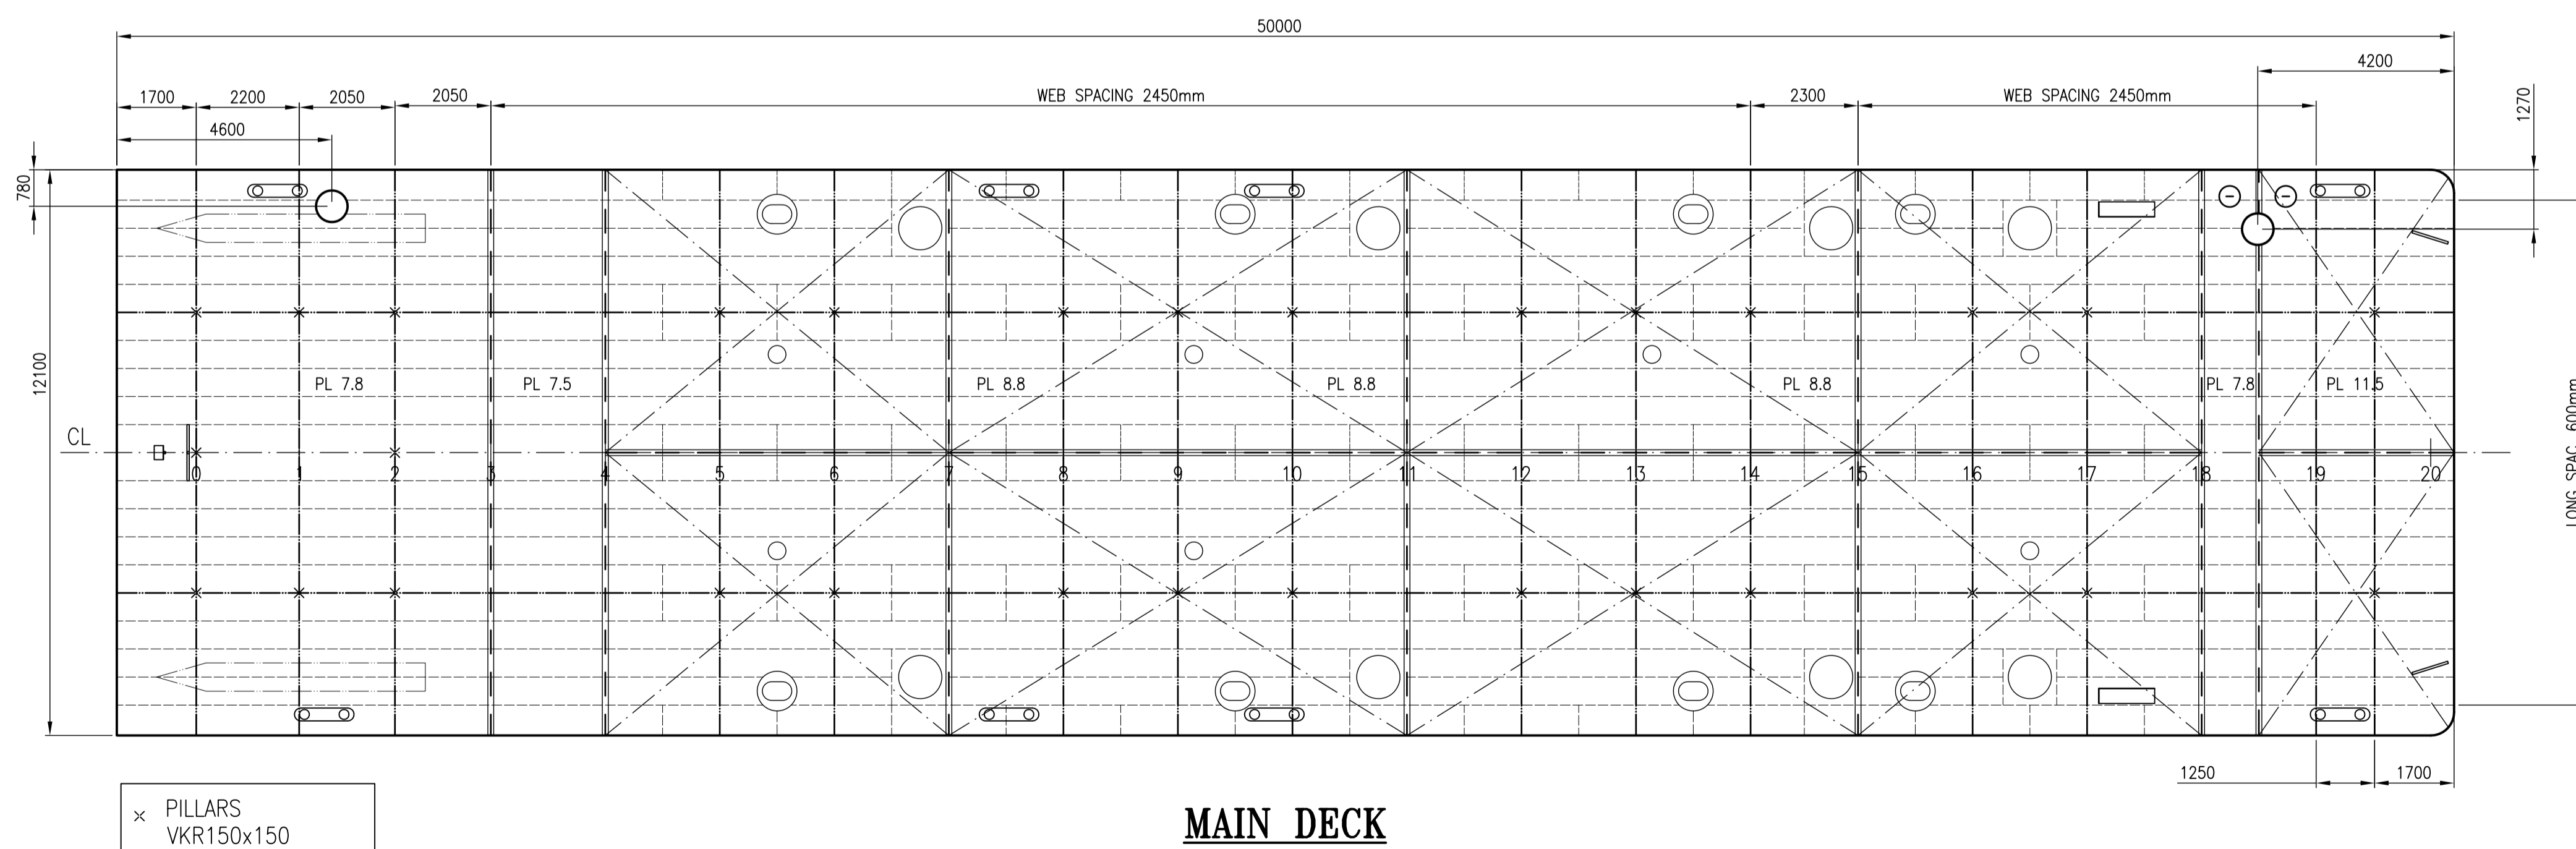 50000
4200
1700 2200 2050 2050 WEB SPACING 2450mm 2300 WEB SPACING 2450mm
1270
4600
780
12100
PL 7.8 PL 7.5 PL 8.8 PL 8.8 PL 8.8 PL 7.8 PL 11.5
LONG SPAC. 600mm
CL
0 1 2 3 4 5 6 7 8 9 10 11 12 13 14 15 16 17 18 19 20
1250 1700
× PILLARS
VKR150x150
MAIN DECK